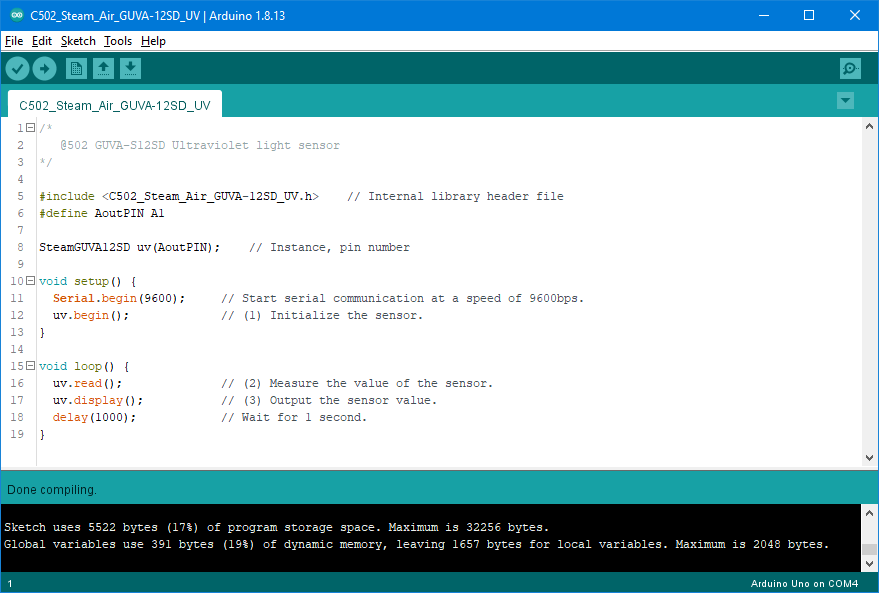 C502_Steam_Air_GUVA-12SD_UV | Arduino 1.8.13
File Edit Sketch Tools Help
C502_Steam_Air_GUVA-12SD_UV
1 /*
2 @502 GUVA-S12SD Ultraviolet light sensor
3 */
4
5 #include <C502_Steam_Air_GUVA-12SD_UV.h> // Internal library header file
6 #define AoutPIN A1
7
8 SteamGUVA12SD uv(AoutPIN); // Instance, pin number
9
10 void setup() {
11 Serial.begin(9600); // Start serial communication at a speed of 9600bps.
12 uv.begin(); // (1) Initialize the sensor.
13 }
14
15 void loop() {
16 uv.read(); // (2) Measure the value of the sensor.
17 uv.display(); // (3) Output the sensor value.
18 delay(1000); // Wait for 1 second.
19 }
Done compiling.
Sketch uses 5522 bytes (17%) of program storage space. Maximum is 32256 bytes.
Global variables use 391 bytes (19%) of dynamic memory, leaving 1657 bytes for local variables. Maximum is 2048 bytes.
1 Arduino Uno on COM4